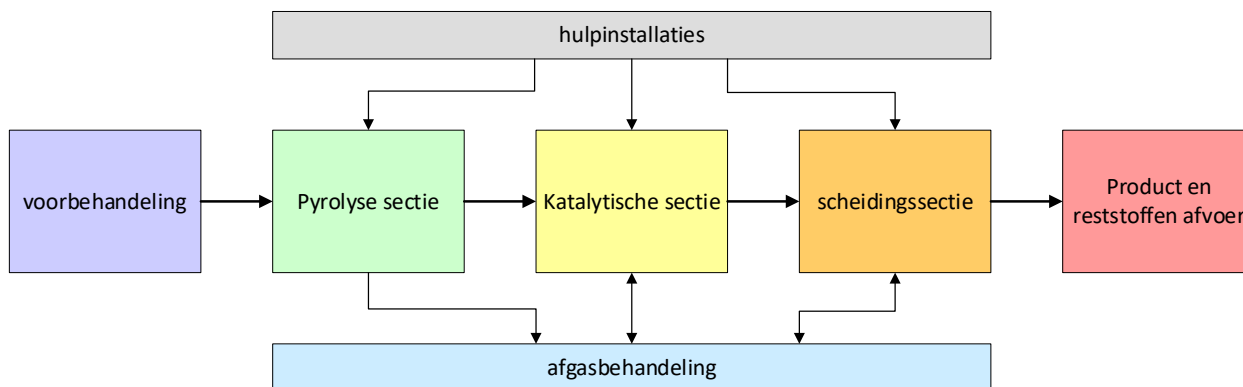 hulpinstallaties
voorbehandeling
Pyrolyse sectie
Katalytische sectie
scheidingssectie
Product en
reststoffen afvoer
afgasbehandeling